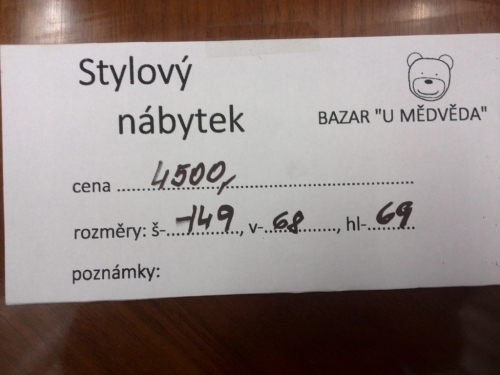 Stylový
nábytek
BAZAR "U MĚDVĚDA"
cena ......4500,..............................
rozměry: š-..149......, v-..68........, hl-..69......
poznámky: